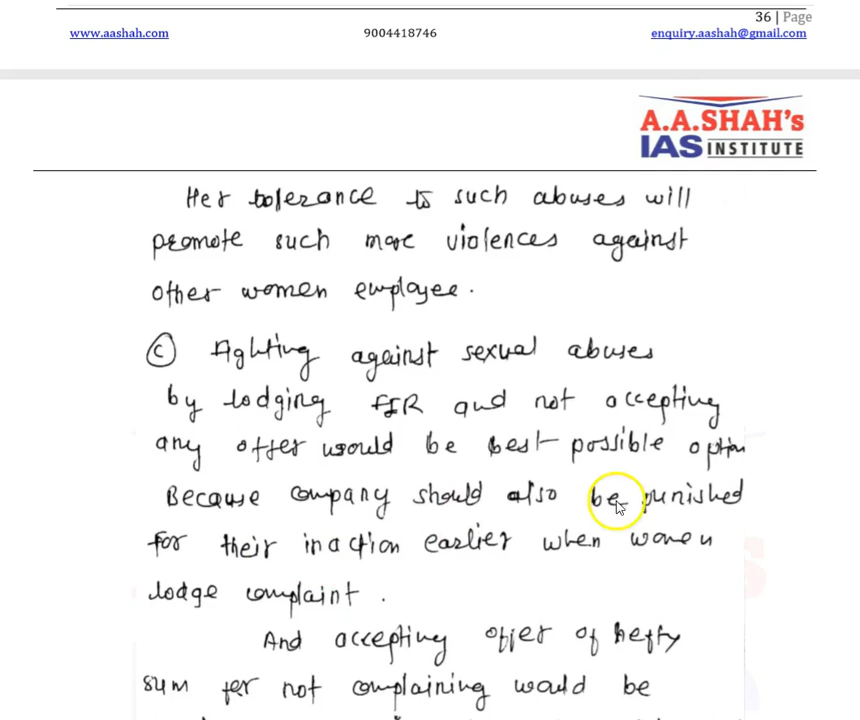 36 | Page
www.aashah.com 9004418746 enquiry.aashah@gmail.com
A.A.SHAH's
IAS INSTITUTE
Her tolerance to such abuses will
promote such more violences against
other women employee.
(C) Fighting against sexual abuses
by lodging FIR and not accepting
any offer would be best possible option
Because company should also be punished
for their inaction earlier when women
lodge complaint.
And accepting offer of hefty
sum for not complaining would be